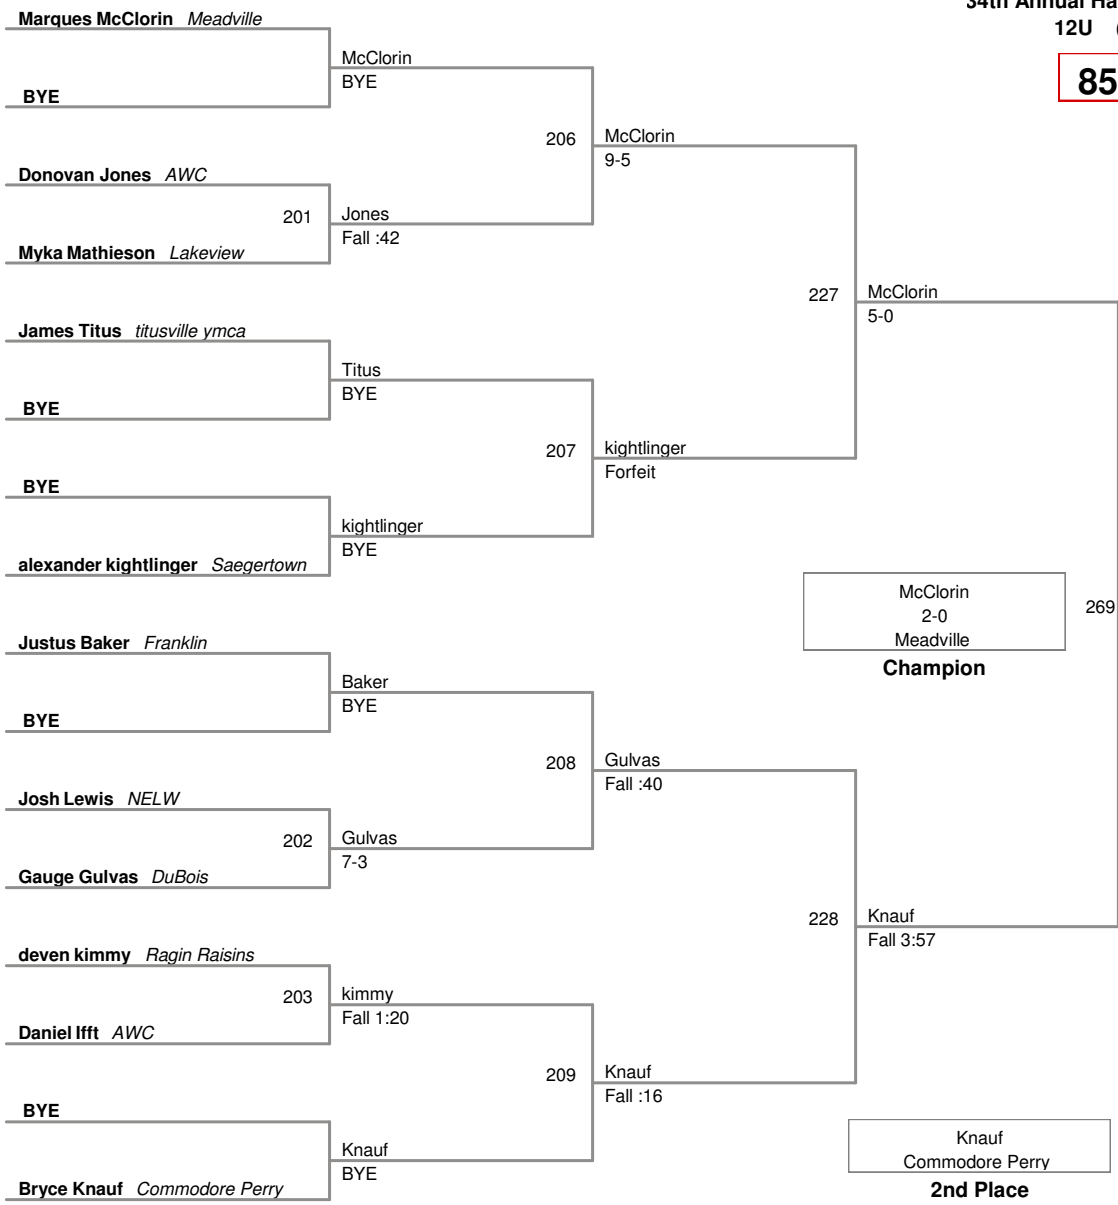 34th Annual Ha
12U
85
Marques McClorin Meadville
McClorin
BYE
BYE
206
McClorin
9-5
Donovan Jones AWC
201
Jones
Fall :42
Myka Mathieson Lakeview
227
McClorin
5-0
James Titus titusville ymca
Titus
BYE
BYE
207
kightlinger
Forfeit
BYE
kightlinger
BYE
alexander kightlinger Saegertown
McClorin
2-0
Meadville
269
Champion
Justus Baker Franklin
Baker
BYE
BYE
208
Gulvas
Fall :40
Josh Lewis NELW
202
Gulvas
7-3
Gauge Gulvas DuBois
228
Knauf
Fall 3:57
deven kimmy Ragin Raisins
203
kimmy
Fall 1:20
Daniel Ifft AWC
209
Knauf
Fall :16
BYE
Knauf
BYE
Bryce Knauf Commodore Perry
Knauf
Commodore Perry
2nd Place